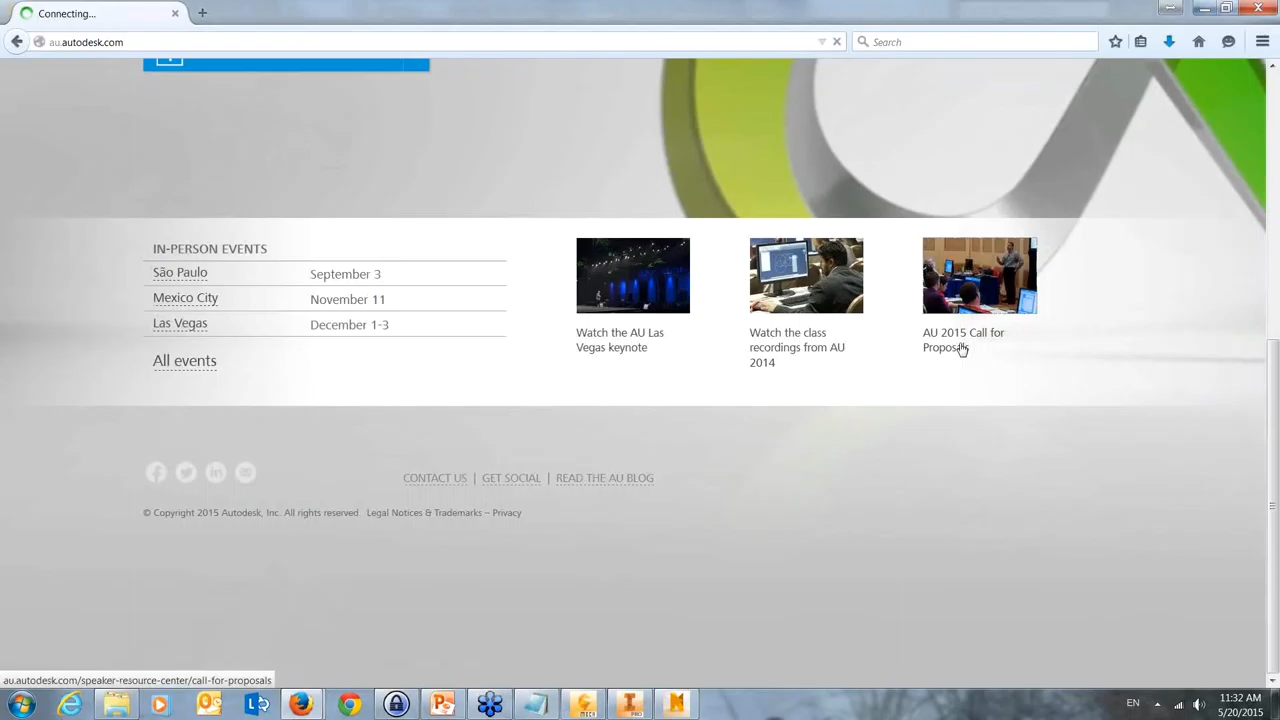 Connecting...
au.autodesk.com
Search
IN-PERSON EVENTS
São Paulo September 3
Mexico City November 11
Las Vegas December 1-3
All events
Watch the AU Las
Vegas keynote
Watch the class
recordings from AU
2014
AU 2015 Call for
Proposals
CONTACT US | GET SOCIAL | READ THE AU BLOG
© Copyright 2015 Autodesk, Inc. All rights reserved. Legal Notices & Trademarks – Privacy
au.autodesk.com/speaker-resource-center/call-for-proposals
EN
11:32 AM
5/20/2015